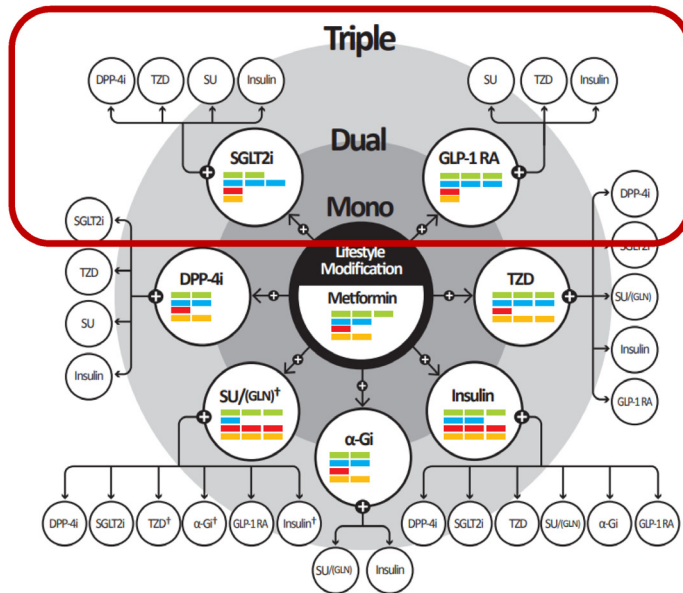 Triple
DPP-4i TZD SU Insulin
SU TZD Insulin
Dual
SGLT2i
GLP-1 RA
Mono
DPP-4i
SGLT2i
SGLT2i
Lifestyle
Modification
Metformin
DPP-4i
TZD
TZD
SU/(GLN)
SU
Insulin
Insulin
GLP-1 RA
SU/(GLN)†
Insulin
α-Gi
DPP-4i SGLT2i TZD† α-Gi† GLP-1 RA Insulin†
DPP-4i SGLT2i TZD SU/(GLN) α-Gi GLP-1 RA
SU/(GLN) Insulin